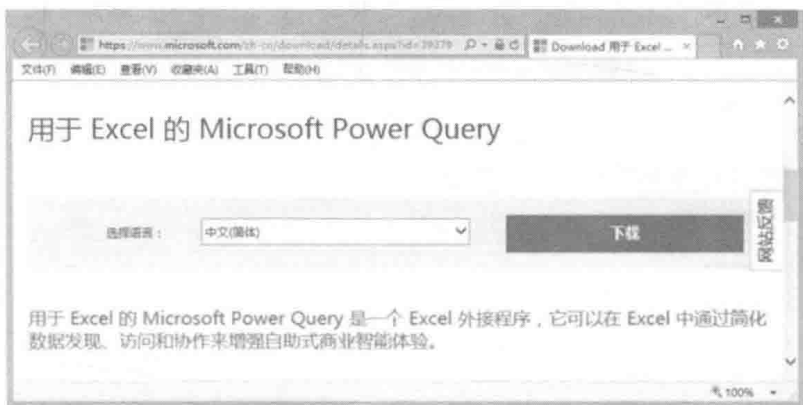 https://www.microsoft.com/zh-cn/download/details.aspx?id=39379
Download 用于 Excel ...
文件(F) 编辑(E) 查看(V) 收藏夹(A) 工具(T) 帮助(H)
用于 Excel 的 Microsoft Power Query
选择语言：
中文(简体)
下载
网站反馈
用于 Excel 的 Microsoft Power Query 是一个 Excel 外接程序，它可以在 Excel 中通过简化
数据发现、访问和协作来增强自助式商业智能体验。
100%